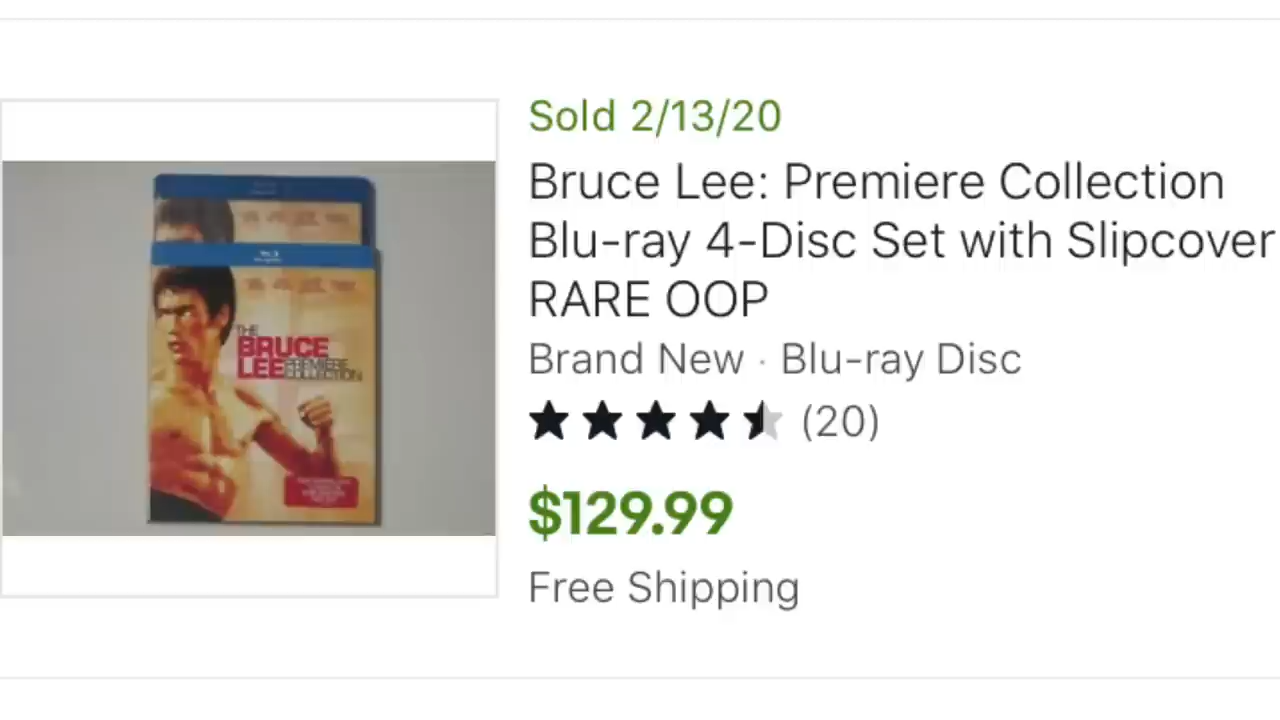 Sold 2/13/20
Bruce Lee: Premiere Collection
Blu-ray 4-Disc Set with Slipcover
RARE OOP
Brand New · Blu-ray Disc
(20)
$129.99
Free Shipping
THE
BRUCE
LEE PREMIERE
COLLECTION